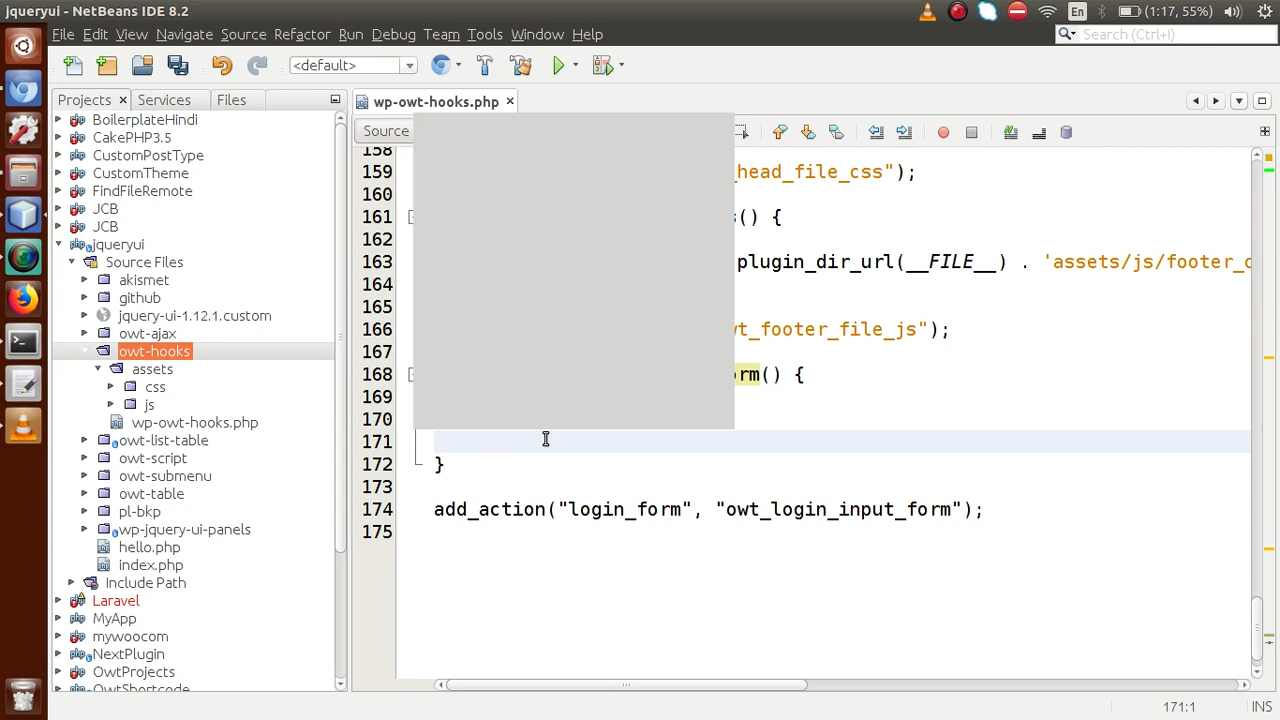 jqueryui - NetBeans IDE 8.2
En
(1:17, 55%)
File Edit View Navigate Source Refactor Run Debug Team Tools Window Help
Search (Ctrl+I)
<default>
Projects
Services
Files
wp-owt-hooks.php
Source
BoilerplateHindi
CakePHP3.5
CustomPostType
CustomTheme
FindFileRemote
JCB
JCB
jqueryui
Source Files
akismet
github
jquery-ui-1.12.1.custom
owt-ajax
owt-hooks
assets
css
js
wp-owt-hooks.php
owt-list-table
owt-script
owt-submenu
owt-table
pl-bkp
wp-jquery-ui-panels
hello.php
index.php
Include Path
Laravel
MyApp
mywoocom
NextPlugin
OwtProjects
OwtShortcode
158
159 _head_file_css");
160
161 () {
162
163 plugin_dir_url(__FILE__) . 'assets/js/footer_
164
165
166 t_footer_file_js");
167
168 rm() {
169
170
171
172 }
173
174 add_action("login_form", "owt_login_input_form");
175
171:1
INS